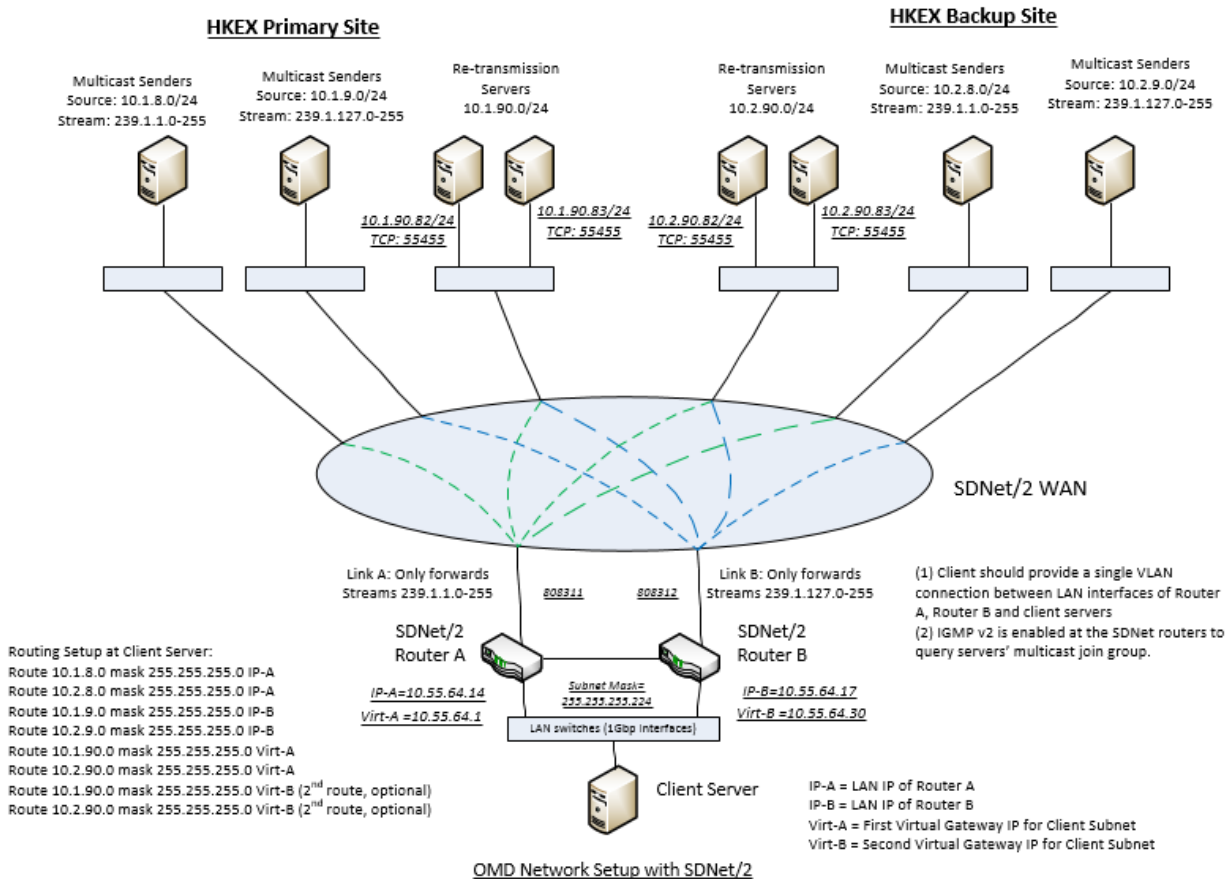 HKEX Primary Site
HKEX Backup Site
Multicast Senders
Source: 10.1.8.0/24
Stream: 239.1.1.0-255
Multicast Senders
Source: 10.1.9.0/24
Stream: 239.1.127.0-255
Re-transmission
Servers
10.1.90.0/24
Re-transmission
Servers
10.2.90.0/24
Multicast Senders
Source: 10.2.8.0/24
Stream: 239.1.1.0-255
Multicast Senders
Source: 10.2.9.0/24
Stream: 239.1.127.0-255
10.1.90.82/24
TCP: 55455
10.1.90.83/24
TCP: 55455
10.2.90.82/24
TCP: 55455
10.2.90.83/24
TCP: 55455
SDNet/2 WAN
Link A: Only forwards
Streams 239.1.1.0-255
808311
808312
Link B: Only forwards
Streams 239.1.127.0-255
(1) Client should provide a single VLAN
connection between LAN interfaces of Router
A, Router B and client servers
(2) IGMP v2 is enabled at the SDNet routers to
query servers' multicast join group.
SDNet/2
Router A
SDNet/2
Router B
Routing Setup at Client Server:
Route 10.1.8.0 mask 255.255.255.0 IP-A
Route 10.2.8.0 mask 255.255.255.0 IP-A
Route 10.1.9.0 mask 255.255.255.0 IP-B
Route 10.2.9.0 mask 255.255.255.0 IP-B
Route 10.1.90.0 mask 255.255.255.0 Virt-A
Route 10.2.90.0 mask 255.255.255.0 Virt-A
Route 10.1.90.0 mask 255.255.255.0 Virt-B (2nd route, optional)
Route 10.2.90.0 mask 255.255.255.0 Virt-B (2nd route, optional)
IP-A=10.55.64.14
Virt-A =10.55.64.1
Subnet Mask=
255.255.255.224
IP-B=10.55.64.17
Virt-B =10.55.64.30
LAN switches (1Gbp Interfaces)
Client Server
IP-A = LAN IP of Router A
IP-B = LAN IP of Router B
Virt-A = First Virtual Gateway IP for Client Subnet
Virt-B = Second Virtual Gateway IP for Client Subnet
OMD Network Setup with SDNet/2